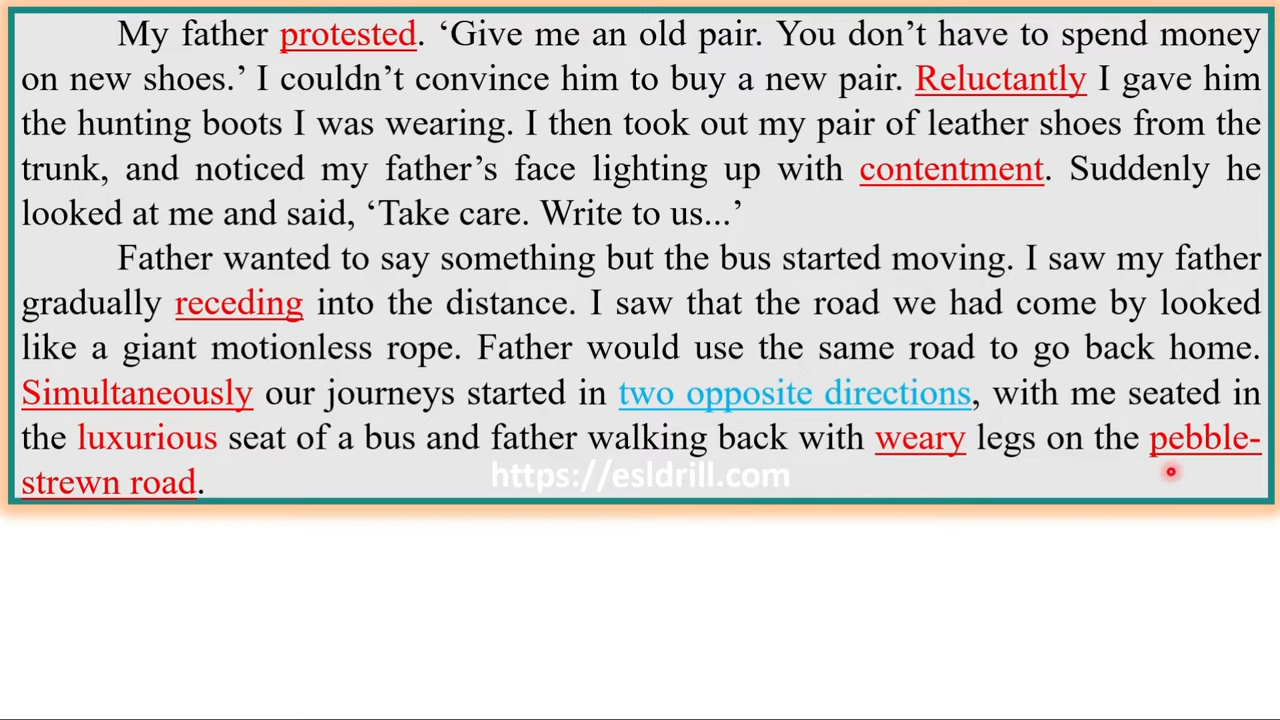 My father protested. ‘Give me an old pair. You don’t have to spend money
on new shoes.’ I couldn’t convince him to buy a new pair. Reluctantly I gave him
the hunting boots I was wearing. I then took out my pair of leather shoes from the
trunk, and noticed my father’s face lighting up with contentment. Suddenly he
looked at me and said, ‘Take care. Write to us...’
Father wanted to say something but the bus started moving. I saw my father
gradually receding into the distance. I saw that the road we had come by looked
like a giant motionless rope. Father would use the same road to go back home.
Simultaneously our journeys started in two opposite directions, with me seated in
the luxurious seat of a bus and father walking back with weary legs on the pebble-
strewn road.
https://esldrill.com